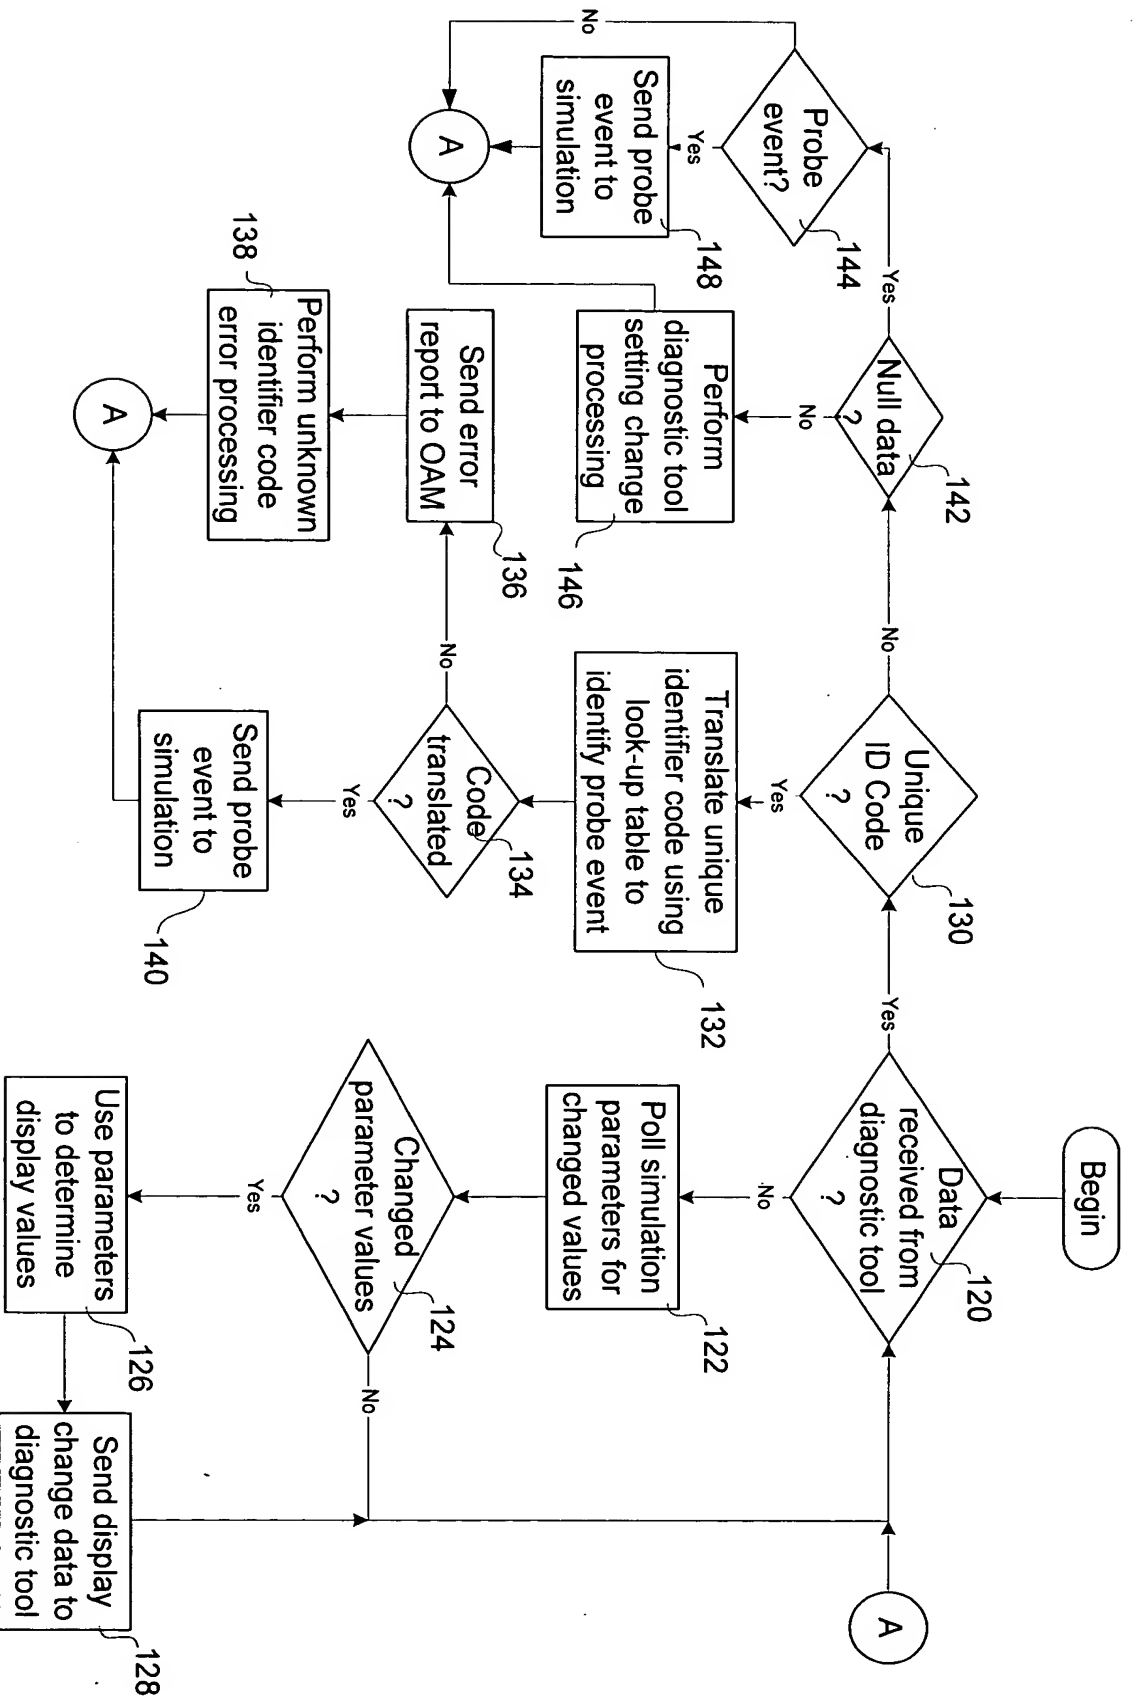 Begin
Data
received from
diagnostic tool
?
120
A
Yes
No
Unique
ID Code
?
130
No
Yes
Null data
?
142
Yes
No
Probe
event?
144
No
Yes
Send probe
event to
simulation
148
A
Perform
diagnostic tool
setting change
processing
146
Translate unique
identifier code using
look-up table to
identify probe event
132
Poll simulation
parameters for
changed values
122
Code
translated
?
134
No
Yes
Send error
report to OAM
136
Perform unknown
identifier code
error processing
138
A
Send probe
event to
simulation
140
Changed
parameter values
?
124
No
Yes
Use parameters
to determine
display values
126
Send display
change data to
diagnostic tool
128